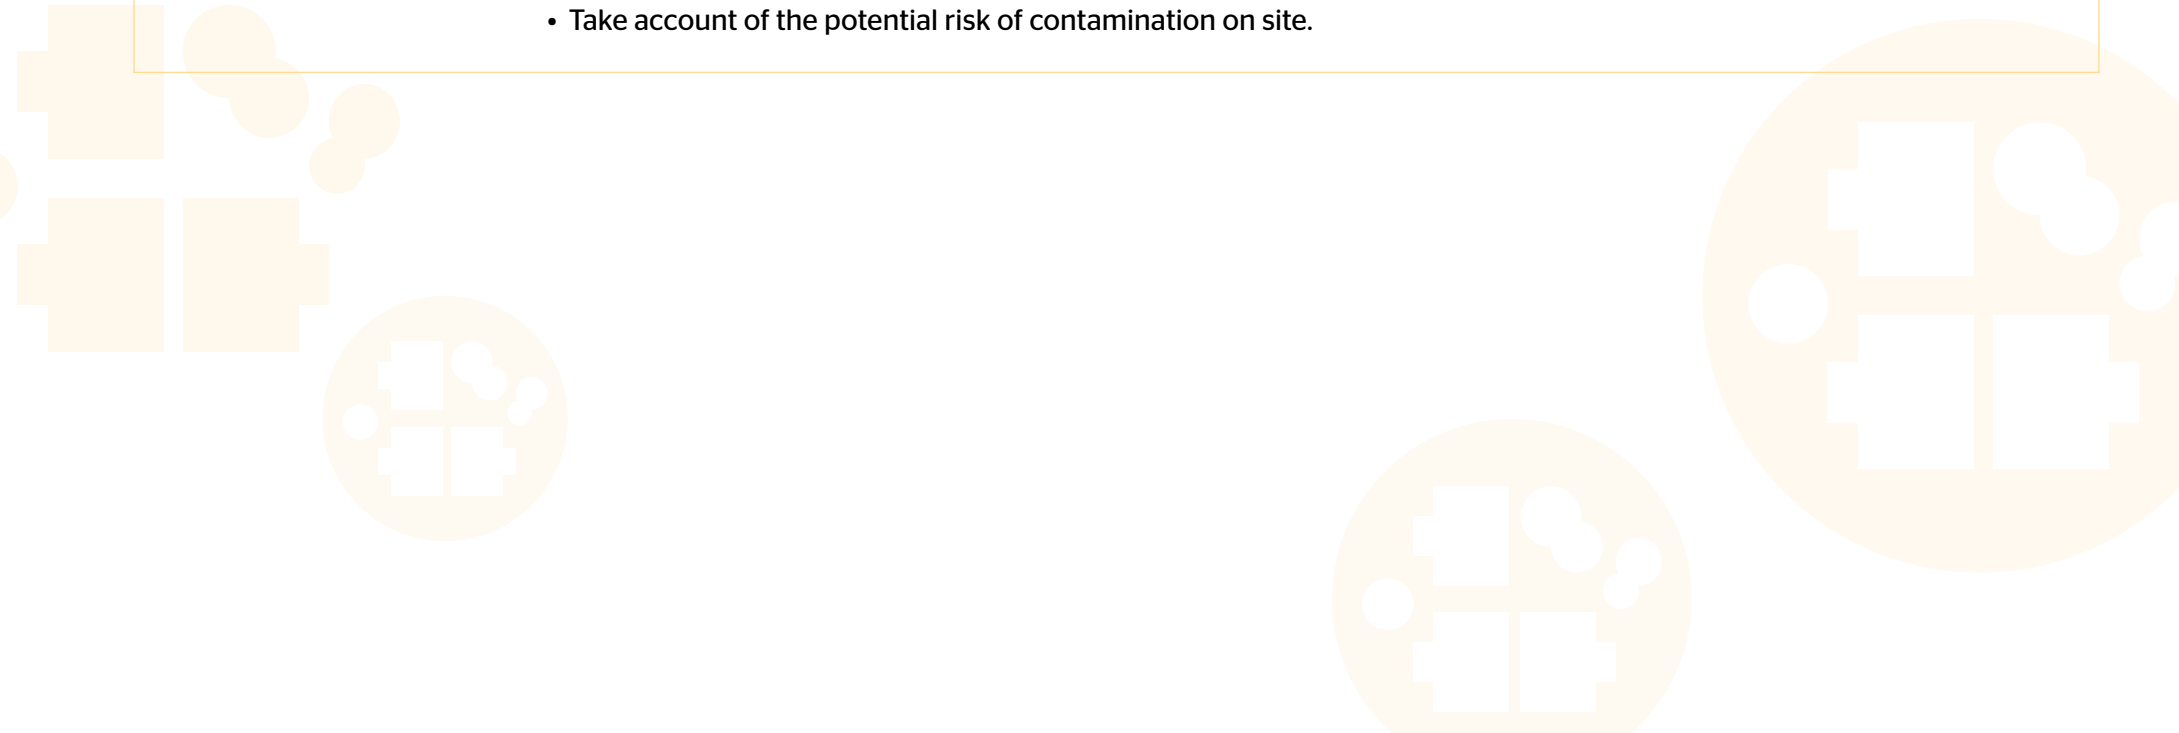 • Take account of the potential risk of contamination on site.